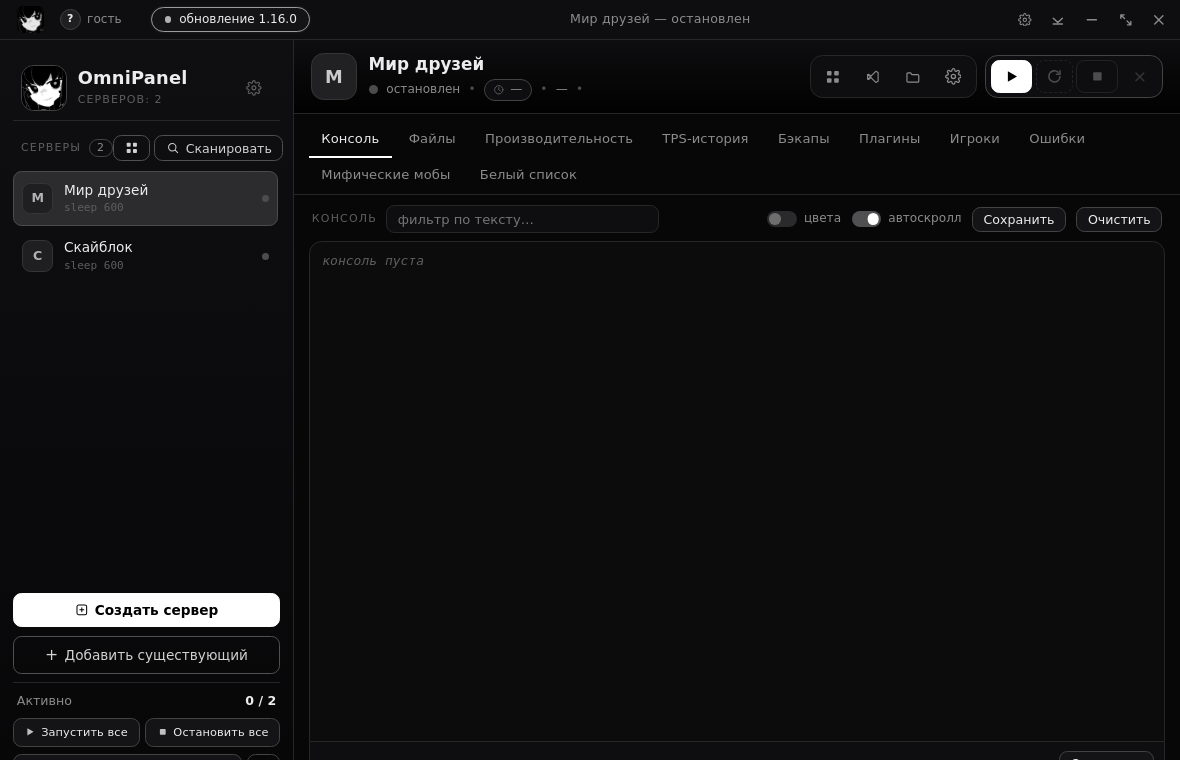 ? гость
обновление 1.16.0
Мир друзей — остановлен
OmniPanel
СЕРВЕРОВ: 2
СЕРВЕРЫ 2
Сканировать
М
Мир друзей
sleep 600
С
Скайблок
sleep 600
Создать сервер
+ Добавить существующий
Активно 0 / 2
Запустить все
Остановить все
М
Мир друзей
остановлен • — • — •
Консоль Файлы Производительность TPS-история Бэкапы Плагины Игроки Ошибки
Мифические мобы Белый список
КОНСОЛЬ фильтр по тексту… цвета автоскролл Сохранить Очистить
консоль пуста